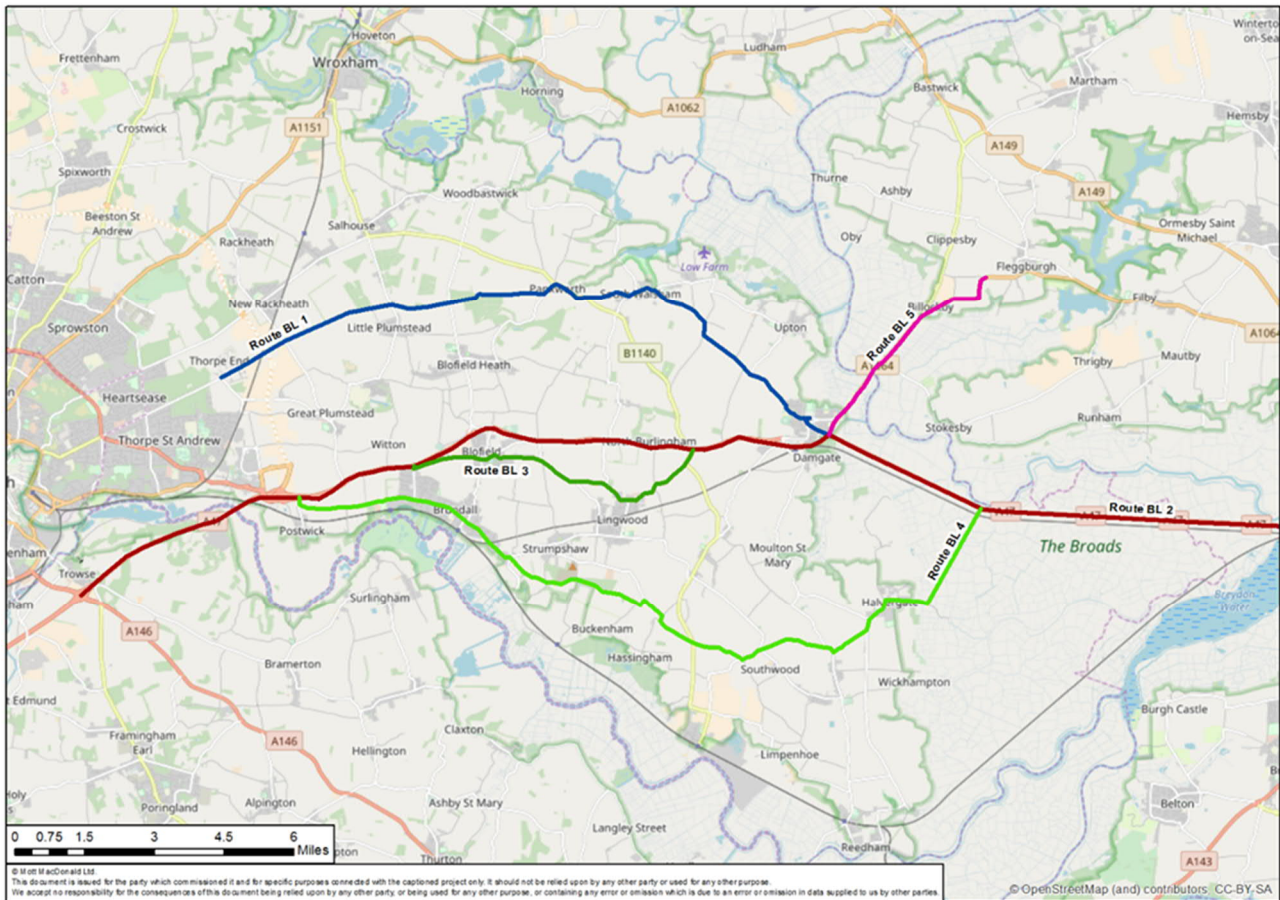 Hoveton
Wroxham
Frettenham
Ludham
Winterto
on-Sea
Martham
Bastwick
Horning
A1062
Hemsby
Crostwick
A1151
A149
Spixworth
Thurne
Ashby
A149
Woodbastwick
Beeston St
Andrew
Salhouse
Rackheath
Oby
Clippesby
Ormesby Saint
Michael
Low Farm
Fleggburgh
Catton
New Rackheath
Filby
Sprowston
Route BL 1
Little Plumstead
Upton
Route BL 5
A1064
Thorpe End
B1140
Blofield Heath
Thrigby
Mautby
Heartsease
Great Plumstead
Runham
Stokesby
Thorpe St Andrew
Witton
Blofield
North Burlingham
Damgate
Route BL 3
Route BL 2
A47
A47
A47
A47
Postwick
Lingwood
Strumpshaw
Moulton St
Mary
Route BL 4
The Broads
enham
Trowse
ham
Surlingham
Breydon
Water
A146
Buckenham
Hassingham
Southwood
Bramerton
Wickhampton
t Edmund
Burgh Castle
Framingham
Earl
A146
Claxton
Hellington
Limpenhoe
oly
Poringland
Alpington
Ashby St Mary
Belton
Langley Street
Thurton
Reedham
A143
0 0.75 1.5 3 4.5 6
Miles
© Mott MacDonald Ltd.
This document is issued for the party which commissioned it and for specific purposes connected with the captioned project only. It should not be relied upon by any other party or used for any other purpose.
We accept no responsibility for the consequences of this document being relied upon by any other party, or being used for any other purpose, or containing any error or omission which is due to an error or omission in data supplied to us by other parties.
© OpenStreetMap (and) contributors, CC-BY-SA